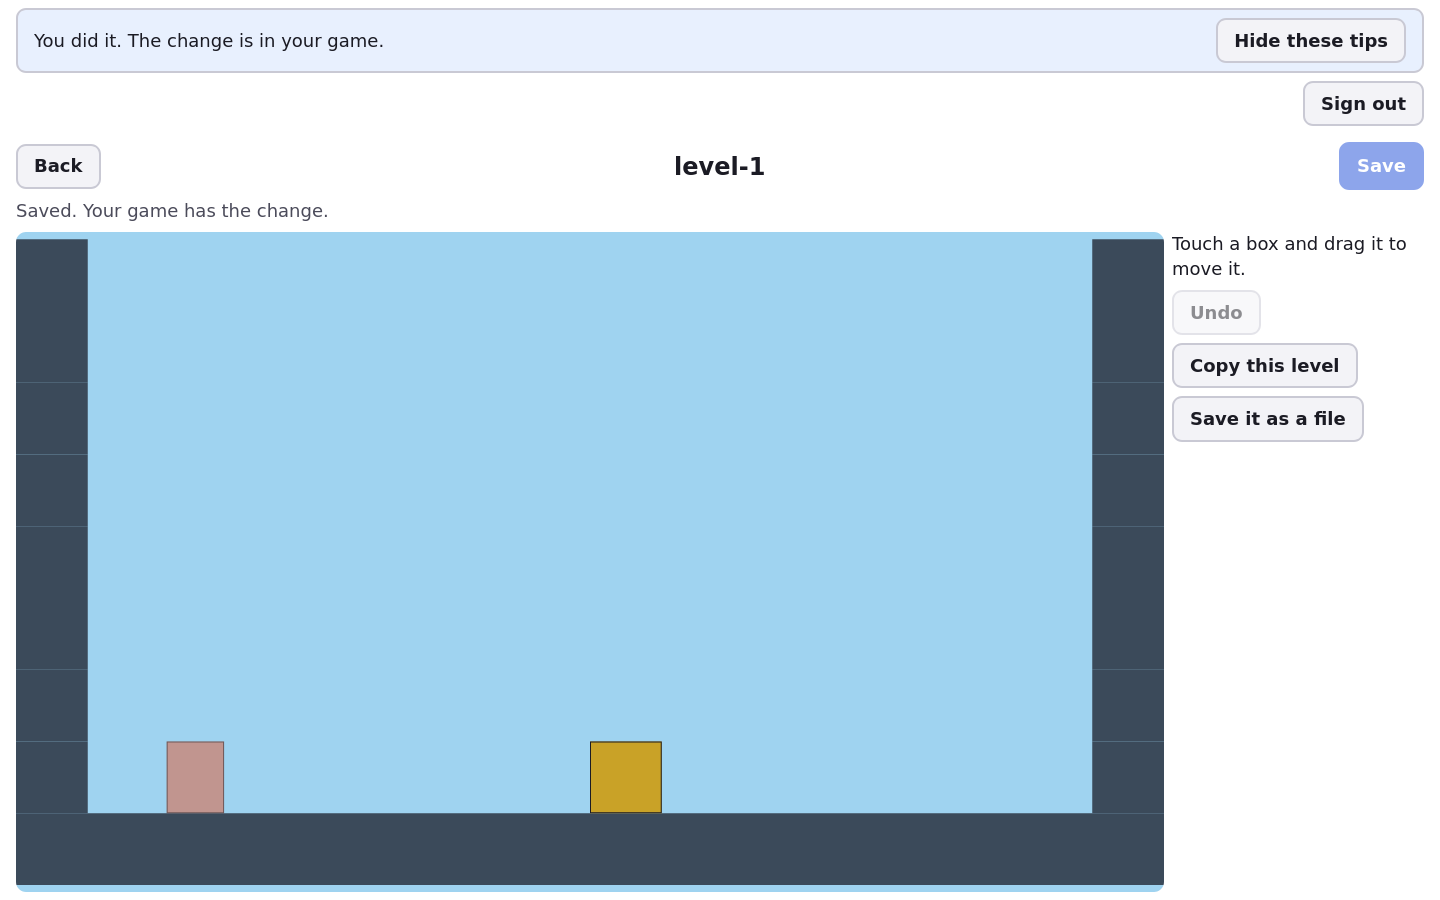 You did it. The change is in your game.
Hide these tips
Sign out
Back
level-1
Save
Saved. Your game has the change.
Touch a box and drag it to
move it.
Undo
Copy this level
Save it as a file